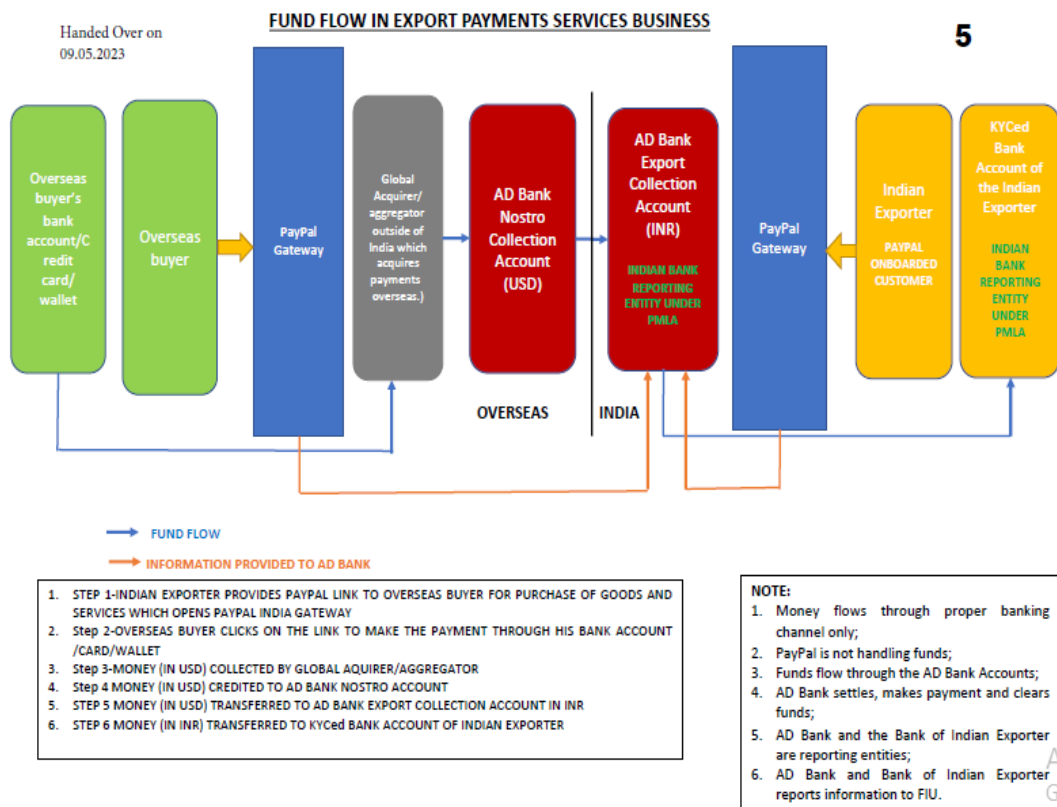 FUND FLOW IN EXPORT PAYMENTS SERVICES BUSINESS
Handed Over on
09.05.2023
5
Overseas
buyer's
bank
account/C
redit
card/
wallet
Overseas
buyer
PayPal
Gateway
Global
Acquirer/
aggregator
outside of
India which
acquires
payments
overseas.)
AD Bank
Nostro
Collection
Account
(USD)
AD Bank
Export
Collection
Account
(INR)
INDIAN BANK
REPORTING
ENTITY UNDER
PMLA
PayPal
Gateway
Indian
Exporter
PAYPAL
ONBOARDED
CUSTOMER
KYCed
Bank
Account of
the Indian
Exporter
INDIAN
BANK
REPORTING
ENTITY
UNDER
PMLA
OVERSEAS
INDIA
FUND FLOW
INFORMATION PROVIDED TO AD BANK
1. STEP 1-INDIAN EXPORTER PROVIDES PAYPAL LINK TO OVERSEAS BUYER FOR PURCHASE OF GOODS AND
SERVICES WHICH OPENS PAYPAL INDIA GATEWAY
2. Step 2-OVERSEAS BUYER CLICKS ON THE LINK TO MAKE THE PAYMENT THROUGH HIS BANK ACCOUNT
/CARD/WALLET
3. Step 3-MONEY (IN USD) COLLECTED BY GLOBAL AQUIRER/AGGREGATOR
4. Step 4 MONEY (IN USD) CREDITED TO AD BANK NOSTRO ACCOUNT
5. STEP 5 MONEY (IN USD) TRANSFERRED TO AD BANK EXPORT COLLECTION ACCOUNT IN INR
6. STEP 6 MONEY (IN INR) TRANSFERRED TO KYCed BANK ACCOUNT OF INDIAN EXPORTER
NOTE:
1. Money flows through proper banking
channel only;
2. PayPal is not handling funds;
3. Funds flow through the AD Bank Accounts;
4. AD Bank settles, makes payment and clears
funds;
5. AD Bank and the Bank of Indian Exporter
are reporting entities;
6. AD Bank and Bank of Indian Exporter
reports information to FIU.